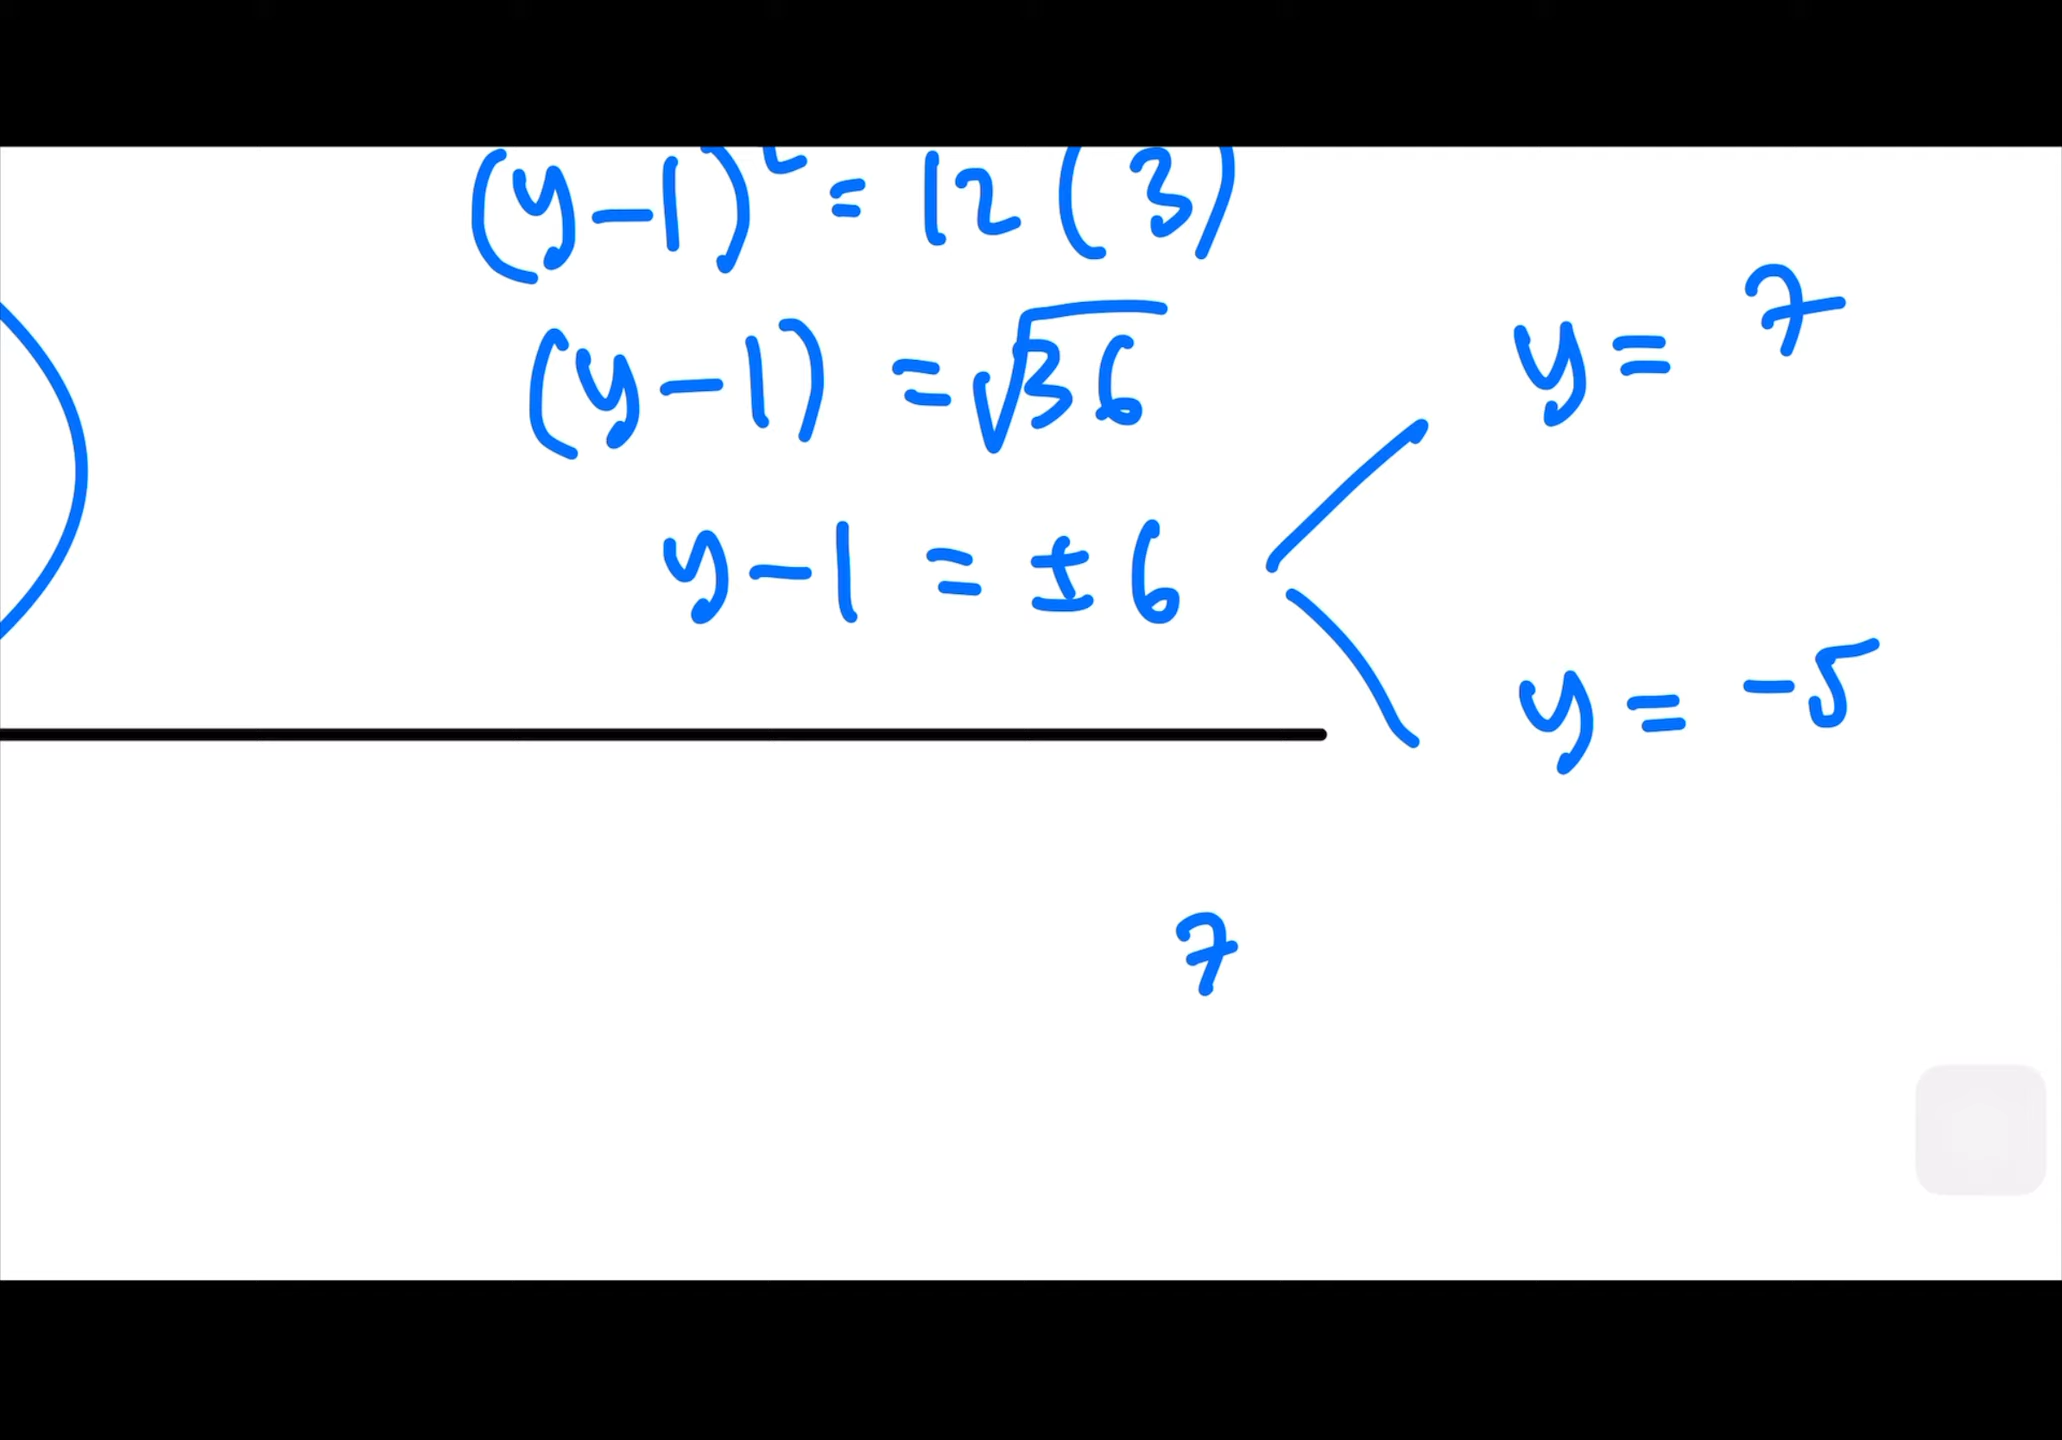 (y-1)² = 12 (3)
(y-1) = √36
y-1 = ±6
y = 7
y = -5
7